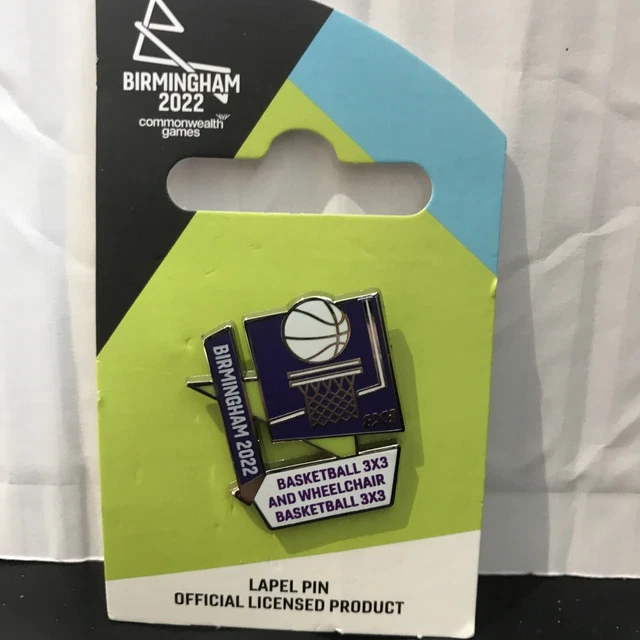 BIRMINGHAM
2022
commonwealth
games
BIRMINGHAM 2022
3X3
BASKETBALL 3X3
AND WHEELCHAIR
BASKETBALL 3X3
LAPEL PIN
OFFICIAL LICENSED PRODUCT